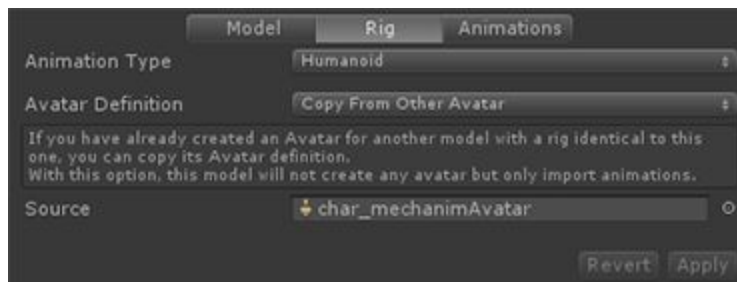 Model Rig Animations
Animation Type Humanoid
Avatar Definition Copy From Other Avatar
If you have already created an Avatar for another model with a rig identical to this
one, you can copy its Avatar definition.
With this option, this model will not create any avatar but only import animations.
Source char_mechanimAvatar
Revert Apply